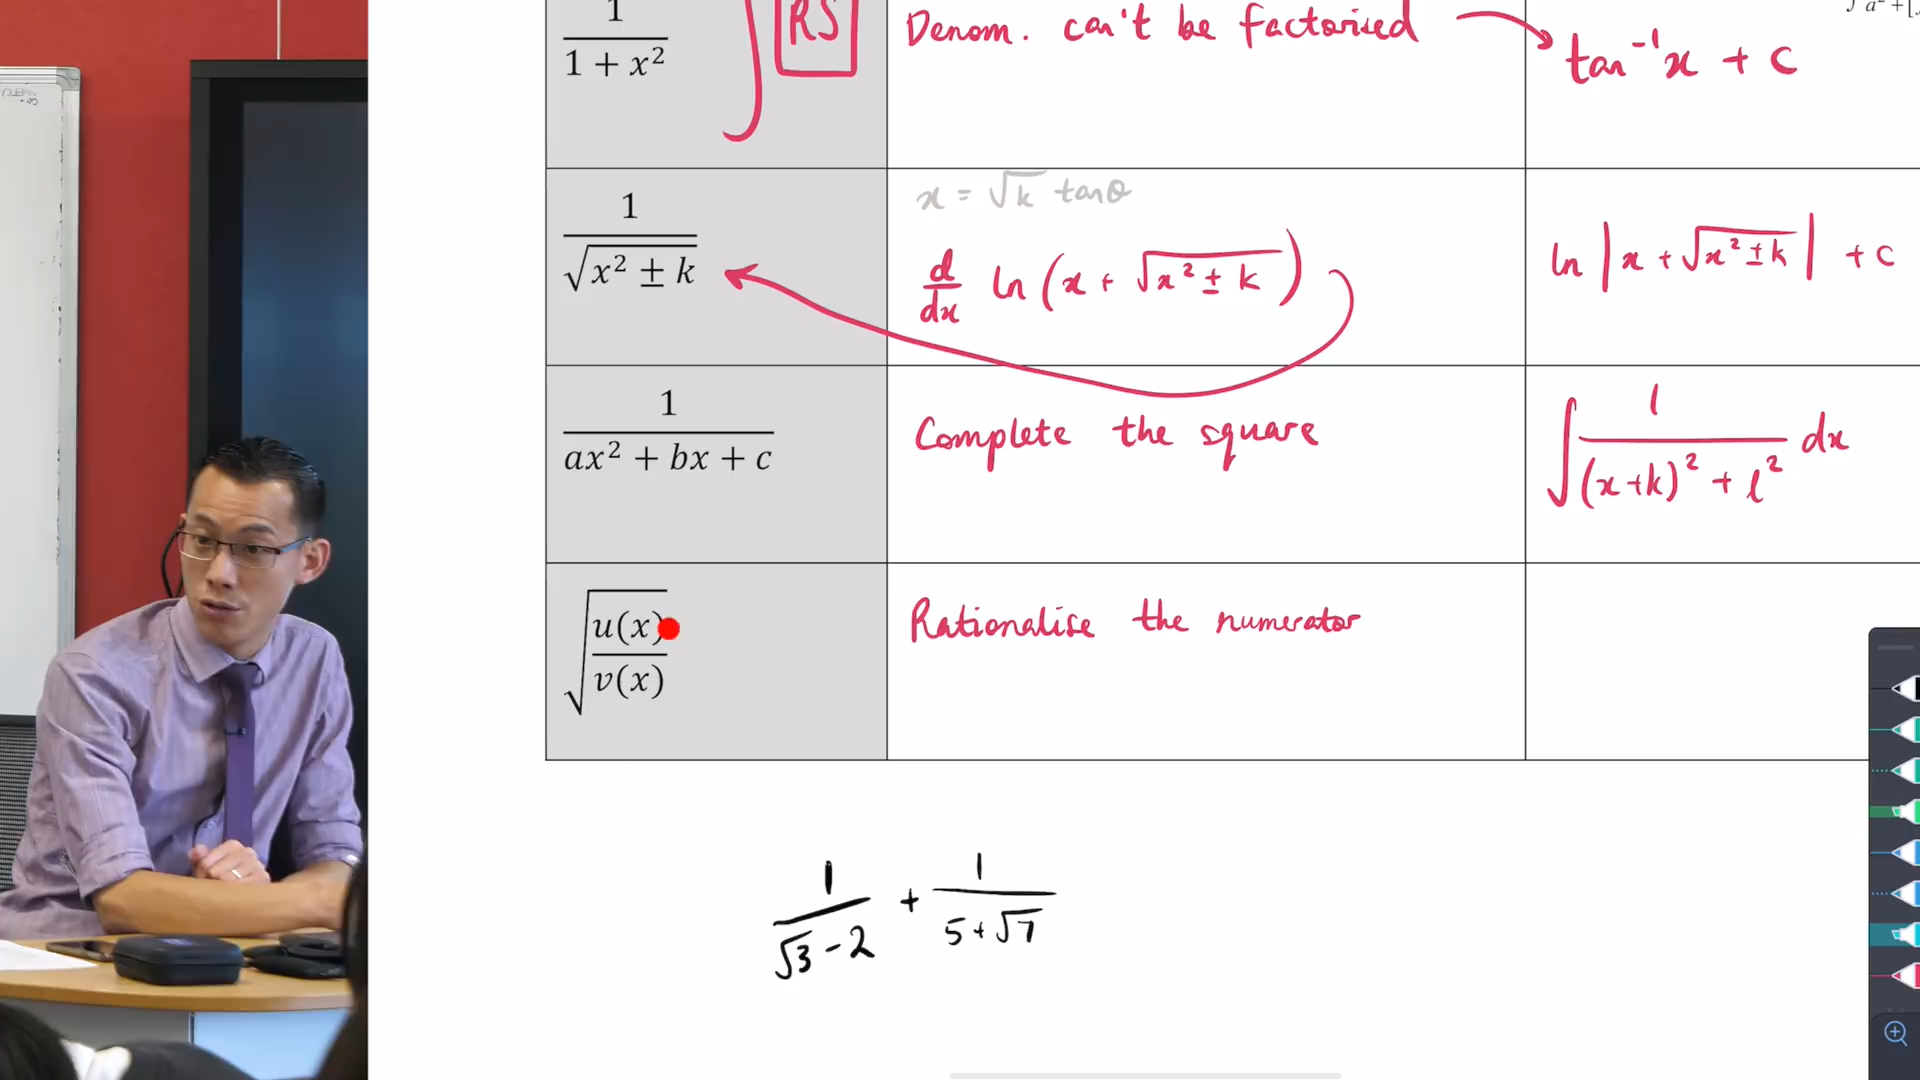 1
1 + x²
∫ RS
Denom. can't be factorised
tan⁻¹x + c
1
√(x² ± k)
x = √k tanθ
d/dx ln(x + √(x² ± k))
ln|x + √(x² ± k)| + c
1
ax² + bx + c
Complete the square
∫ 1/((x+k)² + l²) dx
√(u(x)/v(x))
Rationalise the numerator
1/(√3 − 2) + 1/(5 + √7)